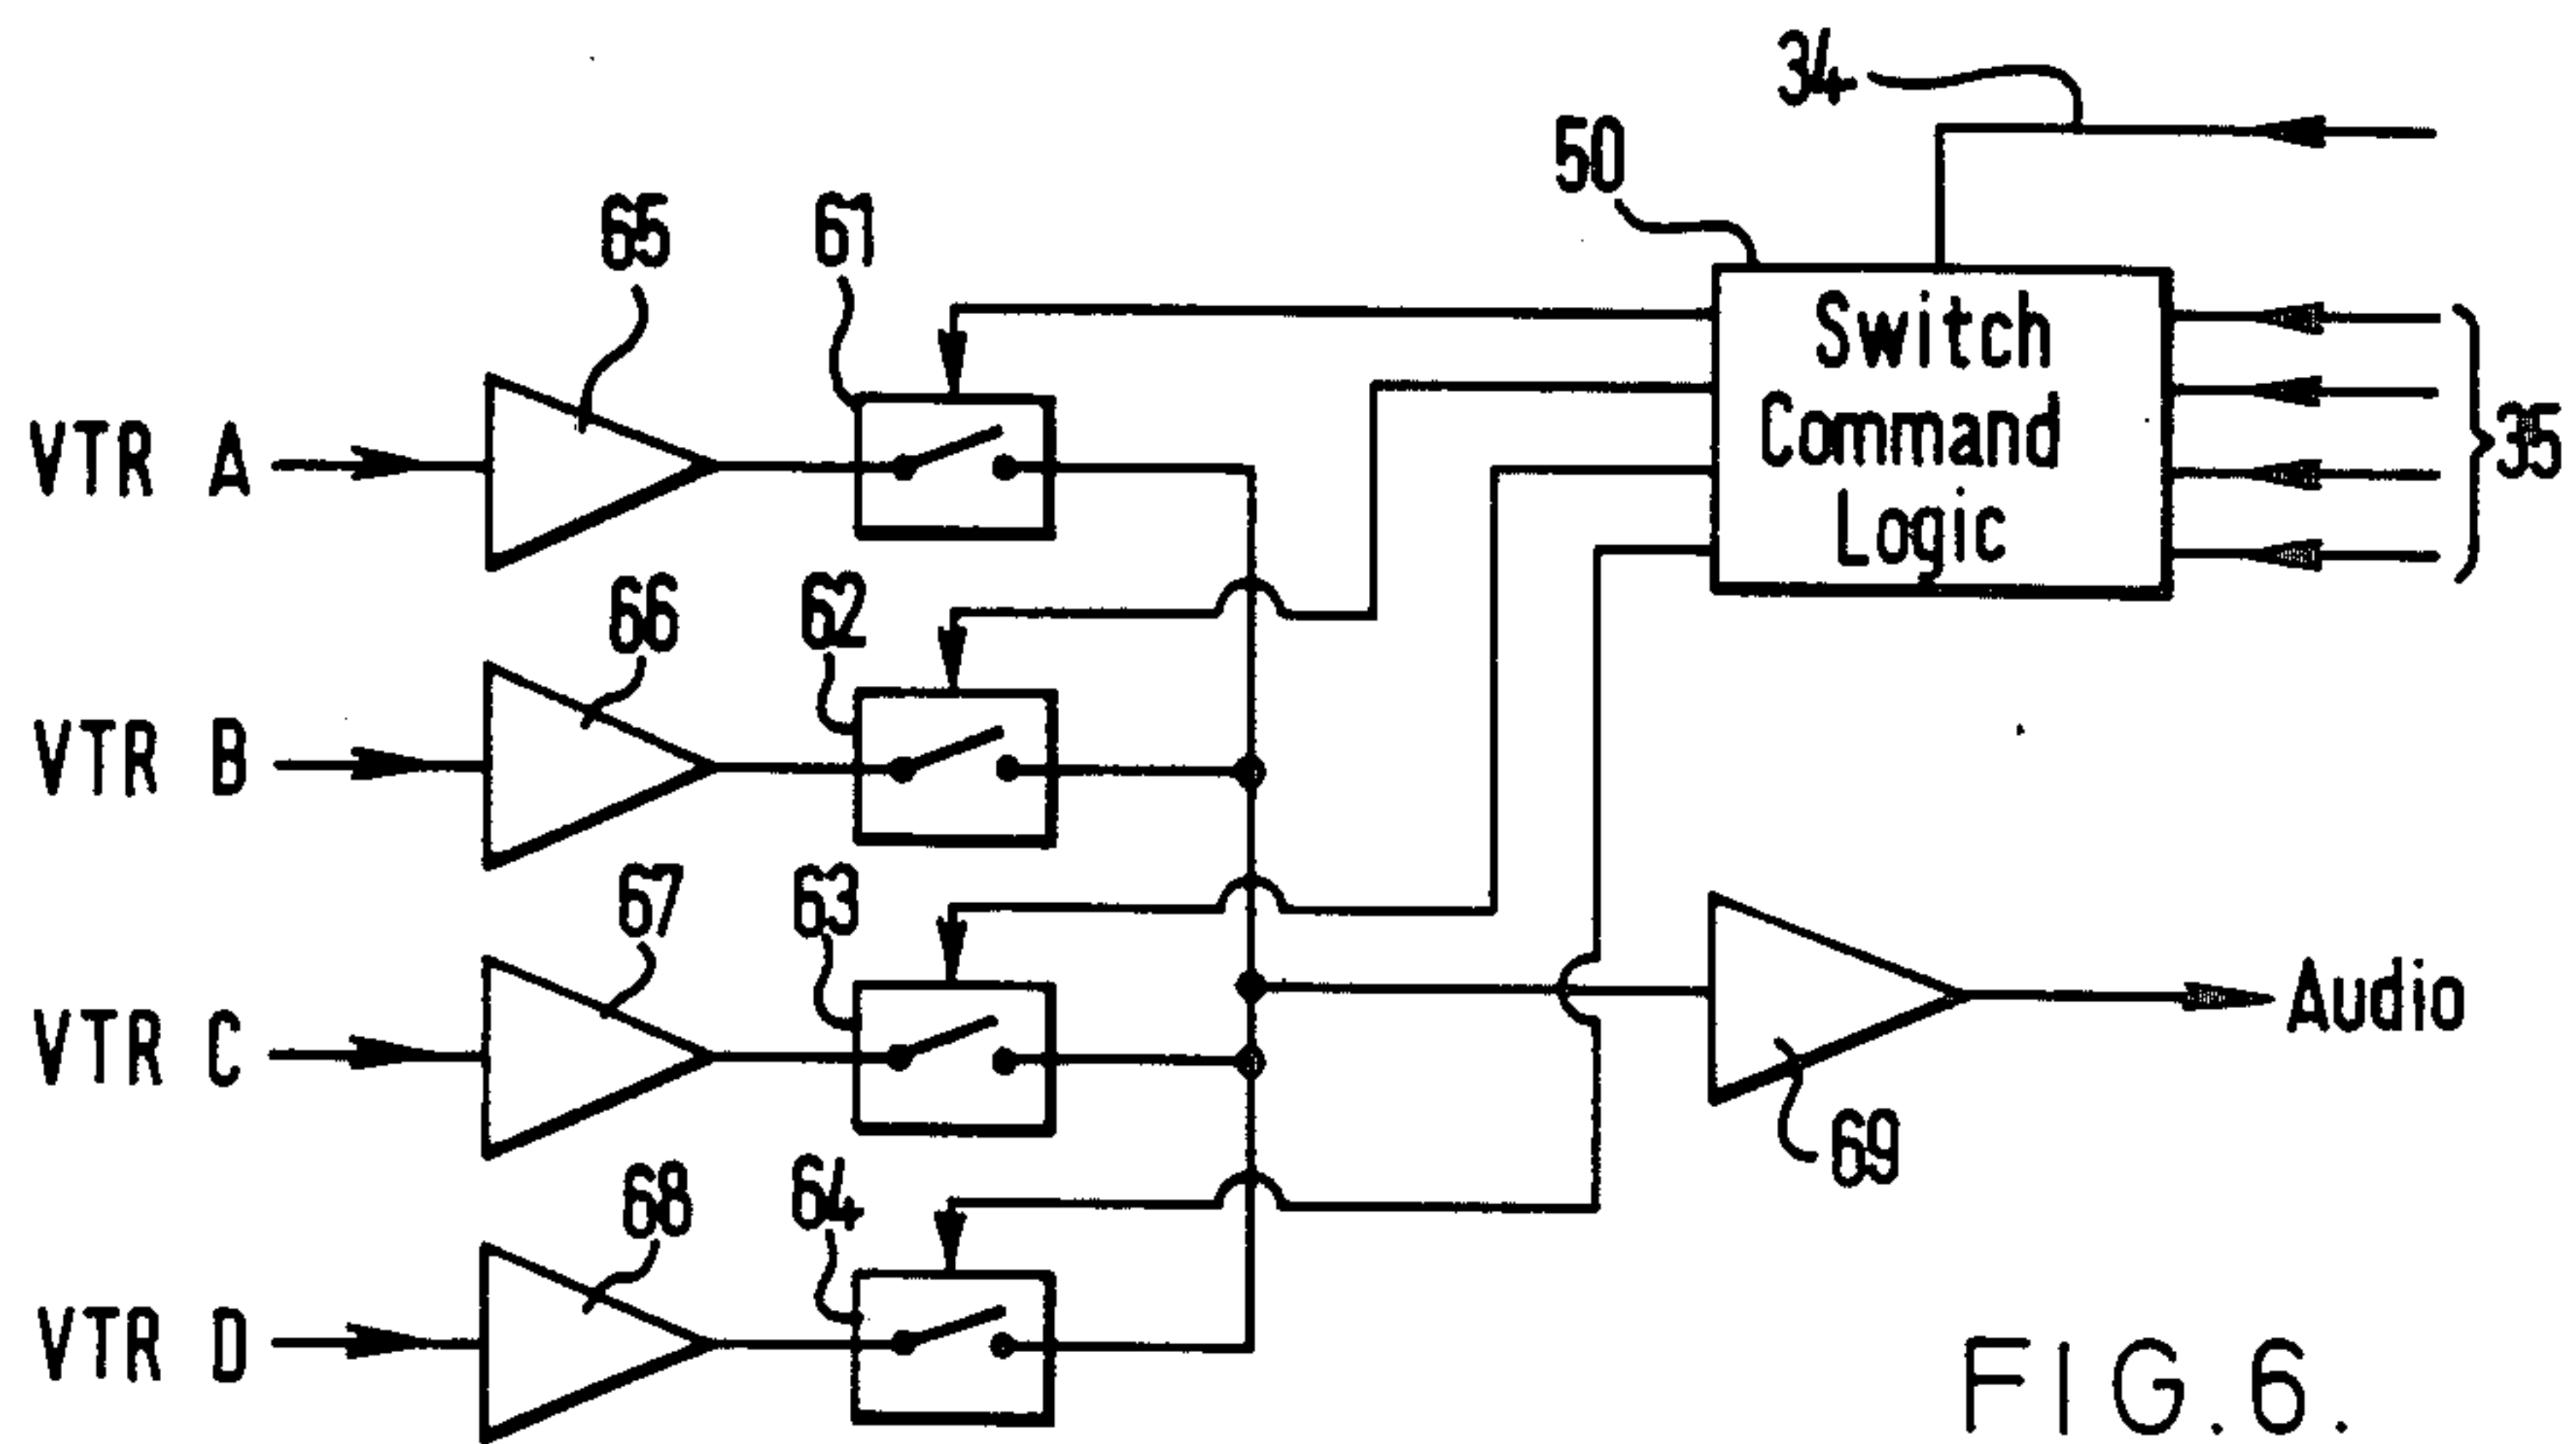 34
50
65
61
Switch
Command
Logic
35
VTR A
66
62
VTR B
67
63
VTR C
Audio
69
68
64
VTR D
FIG.6.